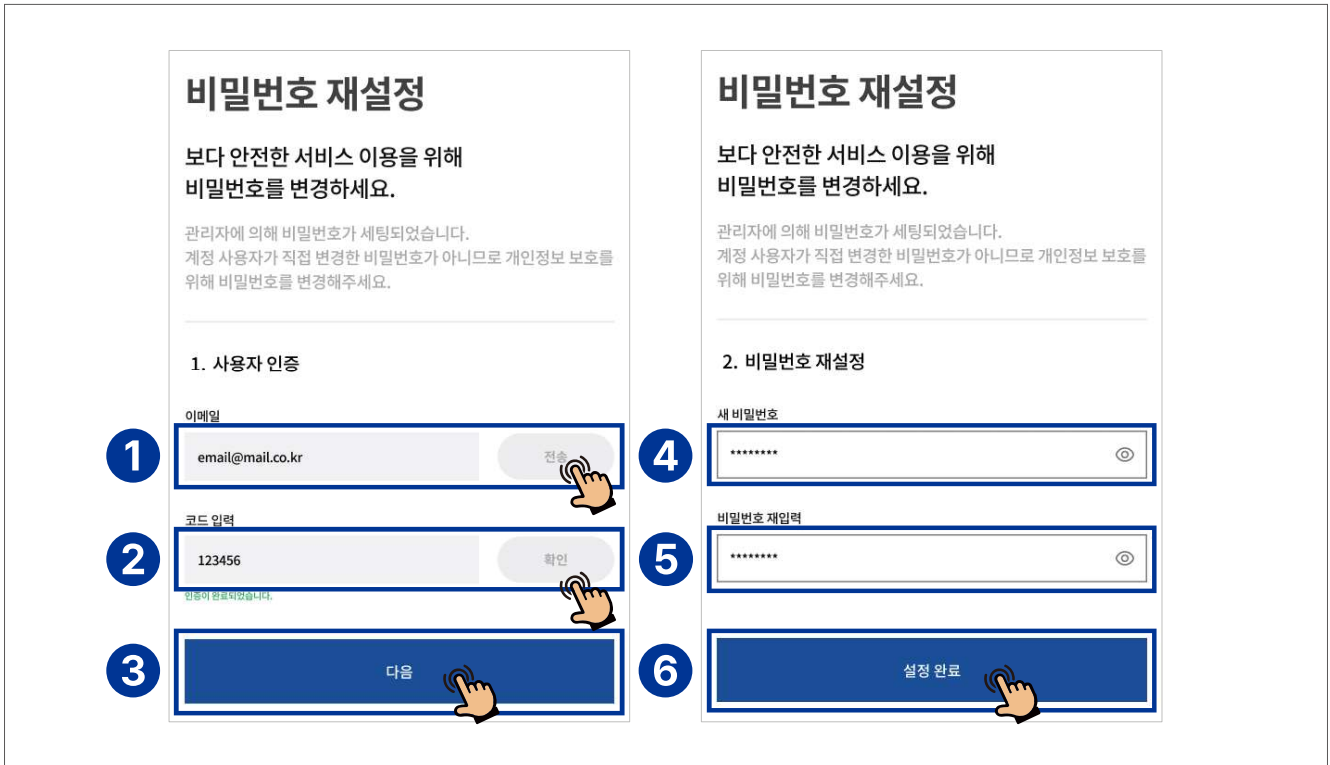 비밀번호 재설정
보다 안전한 서비스 이용을 위해
비밀번호를 변경하세요.
관리자에 의해 비밀번호가 세팅되었습니다.
계정 사용자가 직접 변경한 비밀번호가 아니므로 개인정보 보호를
위해 비밀번호를 변경해주세요.
1. 사용자 인증
이메일
1
email@mail.co.kr
전송
코드 입력
2
123456
확인
인증이 완료되었습니다.
3
다음
비밀번호 재설정
보다 안전한 서비스 이용을 위해
비밀번호를 변경하세요.
관리자에 의해 비밀번호가 세팅되었습니다.
계정 사용자가 직접 변경한 비밀번호가 아니므로 개인정보 보호를
위해 비밀번호를 변경해주세요.
2. 비밀번호 재설정
새 비밀번호
4
********
비밀번호 재입력
5
********
6
설정 완료